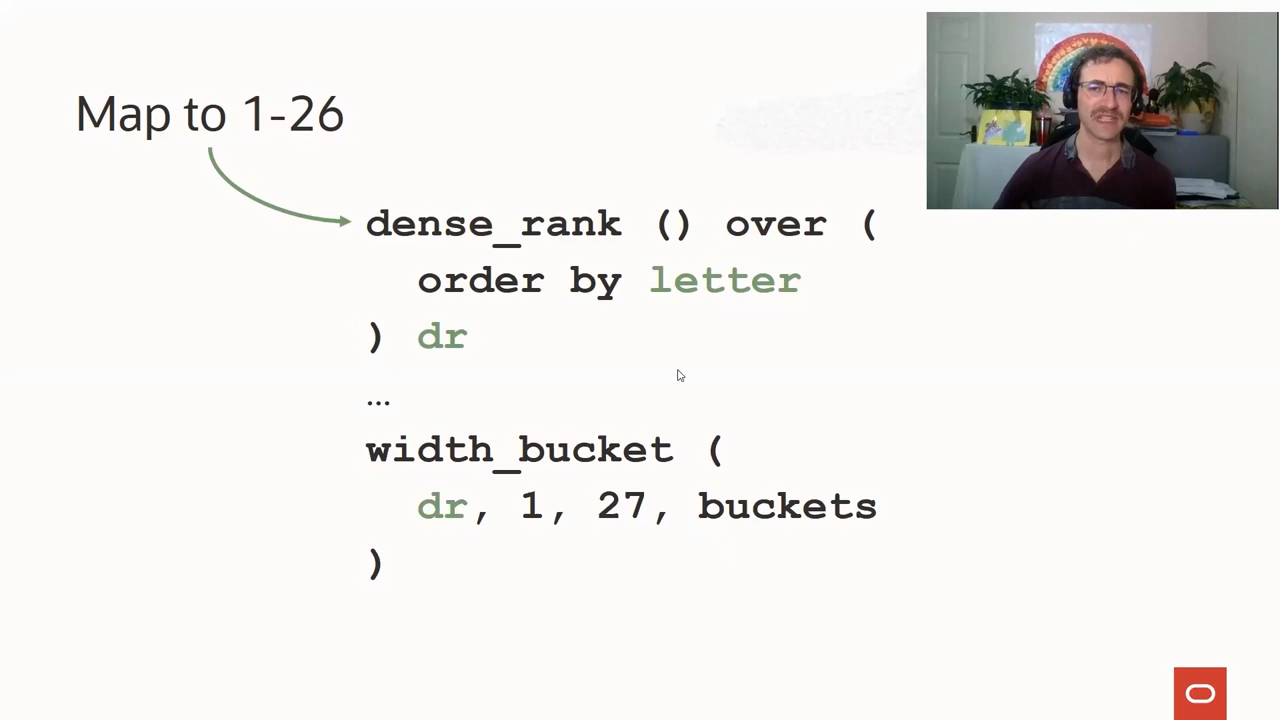 Map to 1-26
dense_rank () over (
order by letter
) dr
…
width_bucket (
dr, 1, 27, buckets
)